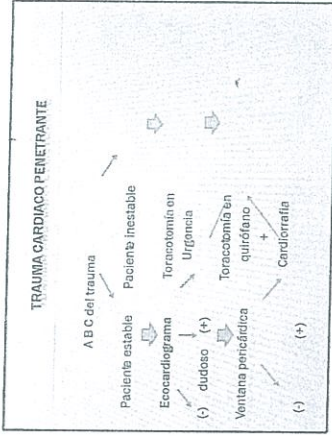 TRAUMA CARDIACO PENETRANTE
A B C del trauma
Paciente estable
Paciente inestable
Ecocardiograma
Toracotomía en
Urgencia
(-)
dudoso
(+)
Ventana pericárdica
Toracotomía en
quirófano
+
Cardiorrafia
(-)
(+)